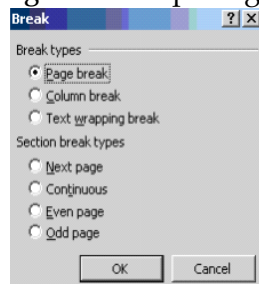 Break
Break types
Page break
Column break
Text wrapping break
Section break types
Next page
Continuous
Even page
Odd page
OK Cancel